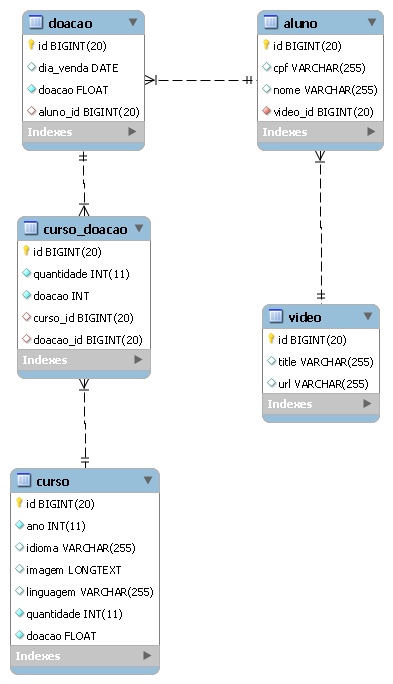 doacao
id BIGINT(20)
dia_venda DATE
doacao FLOAT
aluno_id BIGINT(20)
Indexes
aluno
id BIGINT(20)
cpf VARCHAR(255)
nome VARCHAR(255)
video_id BIGINT(20)
Indexes
curso_doacao
id BIGINT(20)
quantidade INT(11)
doacao INT
curso_id BIGINT(20)
doacao_id BIGINT(20)
Indexes
video
id BIGINT(20)
title VARCHAR(255)
url VARCHAR(255)
Indexes
curso
id BIGINT(20)
ano INT(11)
idioma VARCHAR(255)
imagem LONGTEXT
linguagem VARCHAR(255)
quantidade INT(11)
doacao FLOAT
Indexes